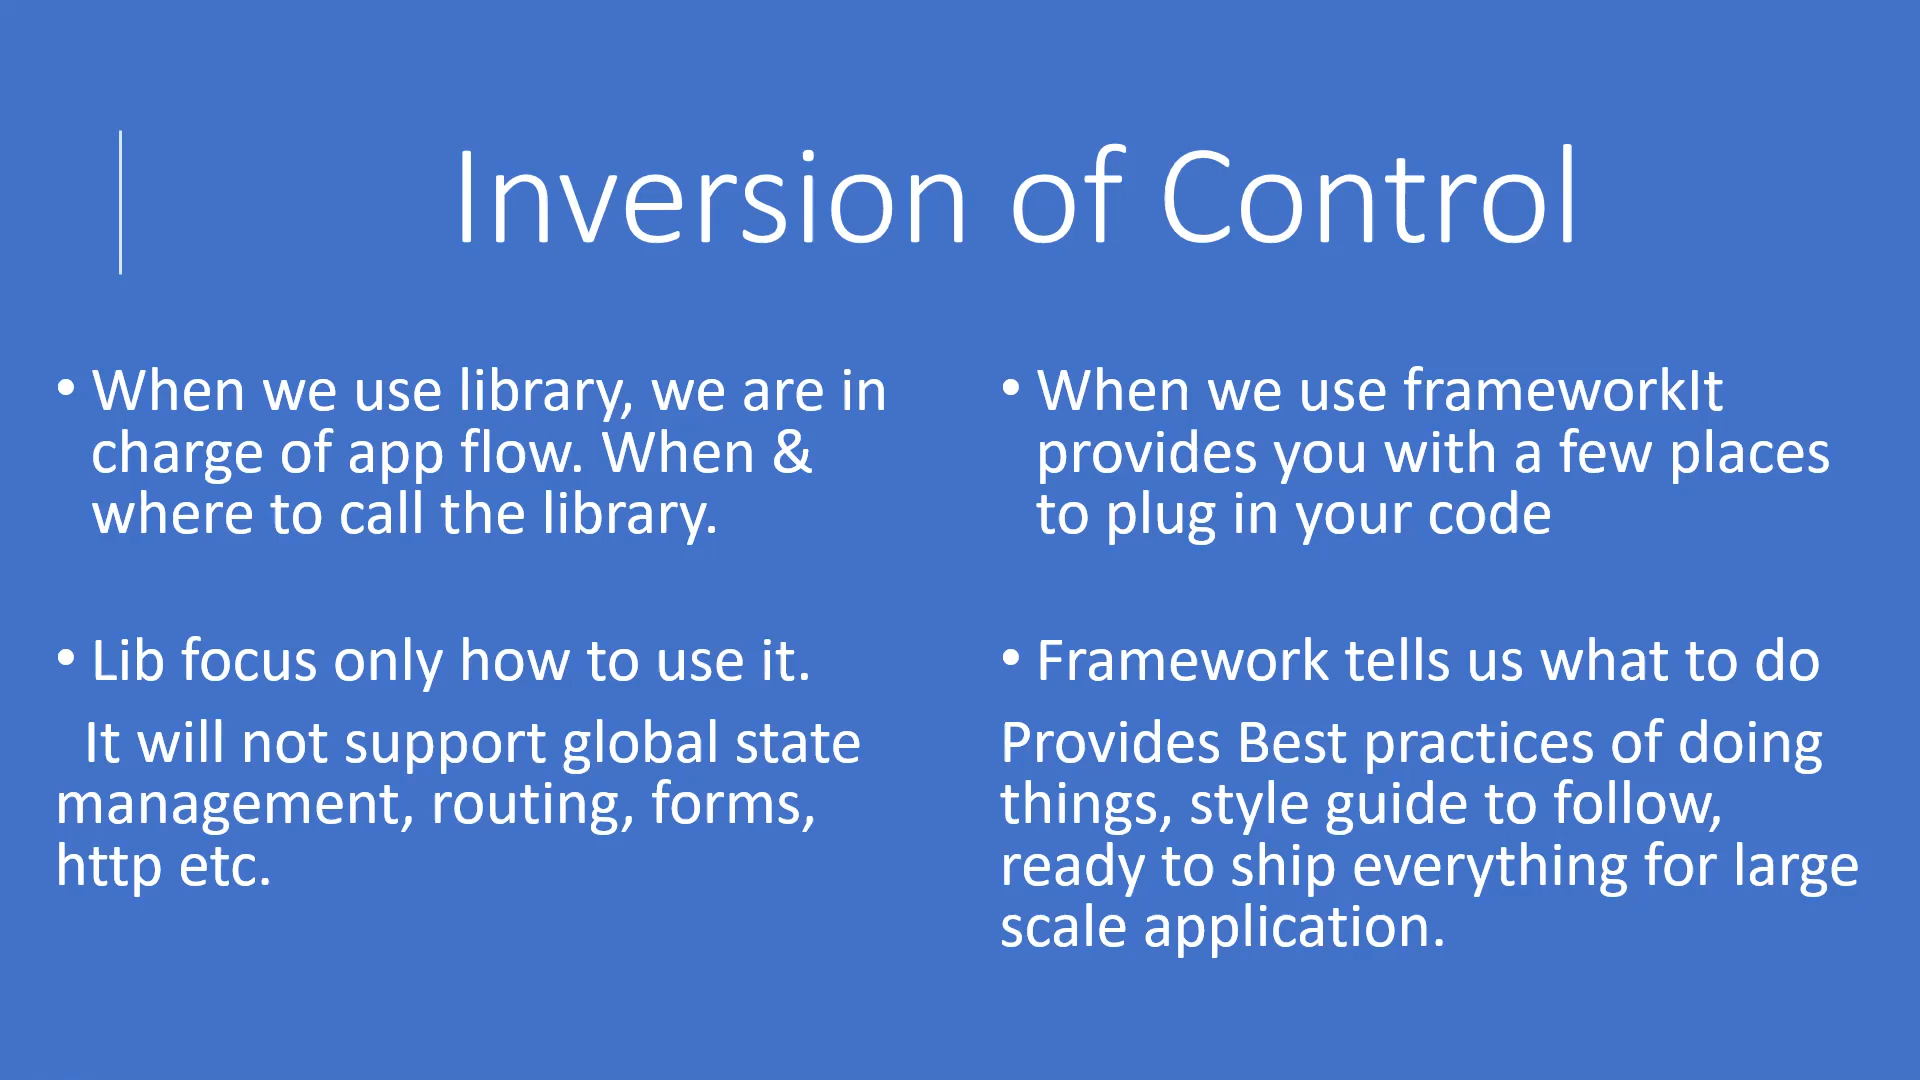 Inversion of Control
• When we use library, we are in
charge of app flow. When &
where to call the library.
• Lib focus only how to use it.
It will not support global state
management, routing, forms,
http etc.
• When we use frameworkIt
provides you with a few places
to plug in your code
• Framework tells us what to do
Provides Best practices of doing
things, style guide to follow,
ready to ship everything for large
scale application.